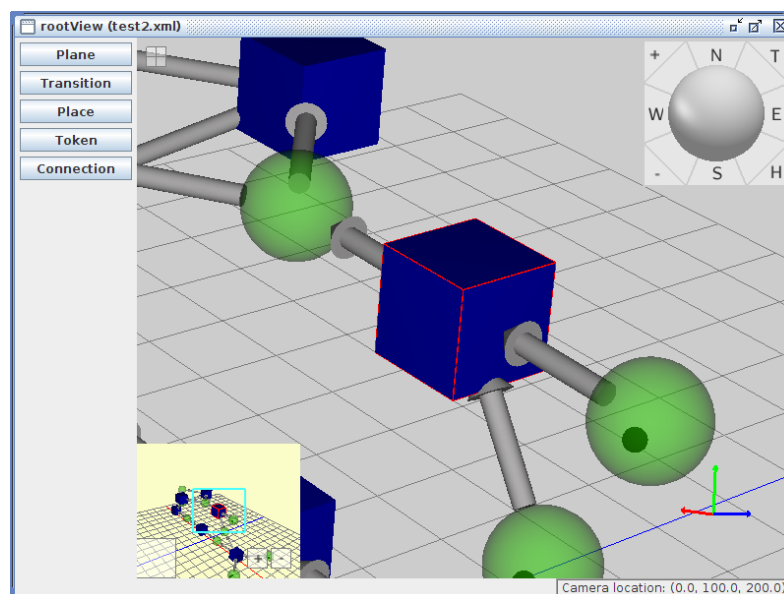 rootView (test2.xml)
Plane
Transition
Place
Token
Connection
+ N T
W E
- S H
+ -
Camera location: (0.0, 100.0, 200.0)